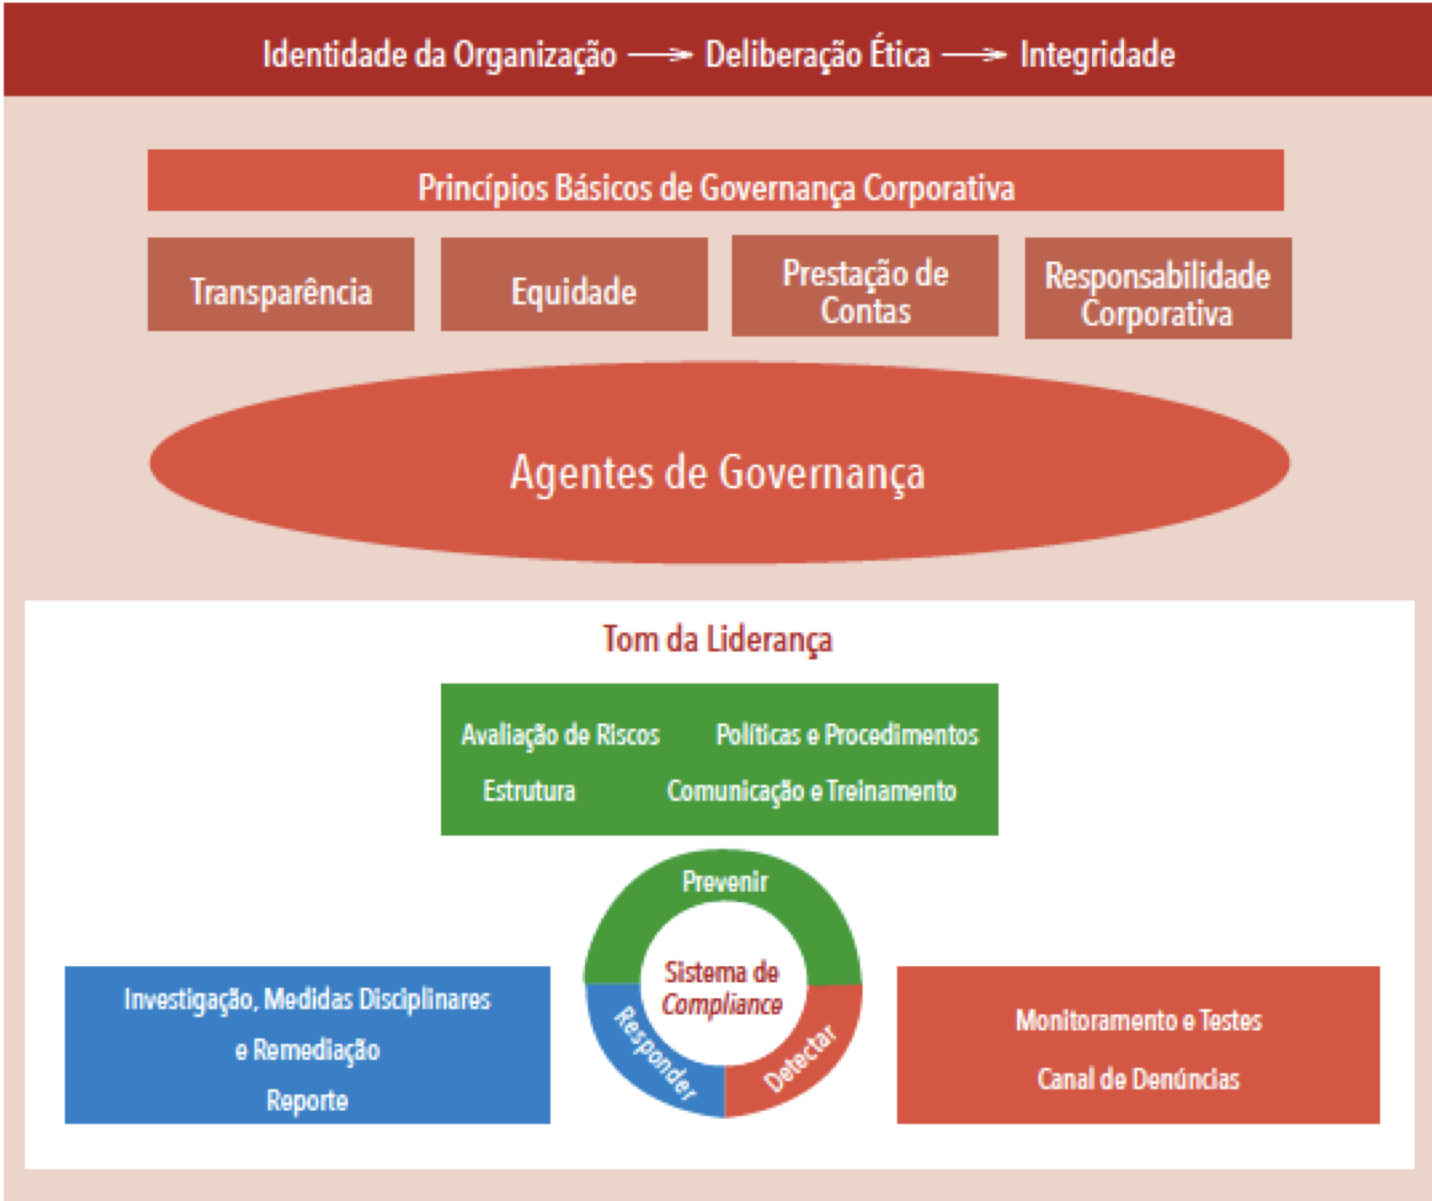 Identidade da Organização → Deliberação Ética → Integridade
Princípios Básicos de Governança Corporativa
Transparência
Equidade
Prestação de
Contas
Responsabilidade
Corporativa
Agentes de Governança
Tom da Liderança
Avaliação de Riscos Políticas e Procedimentos
Estrutura Comunicação e Treinamento
Prevenir
Sistema de
Compliance
Responder
Detectar
Investigação, Medidas Disciplinares
e Remediação
Reporte
Monitoramento e Testes
Canal de Denúncias